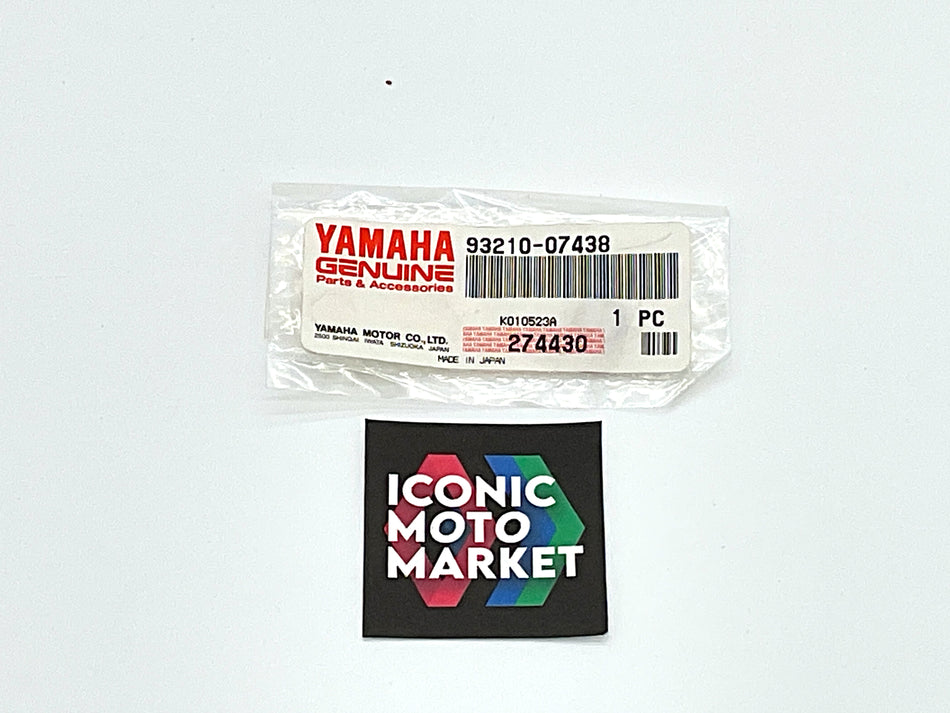 YAMAHA
GENUINE
Parts & Accessories
93210-07438
K010523A
1 PC
YAMAHA MOTOR CO.,LTD.
2500 SHINGAI IWATA SHIZUOKA JAPAN
274430
MADE IN JAPAN
ICONIC
MOTO
MARKET